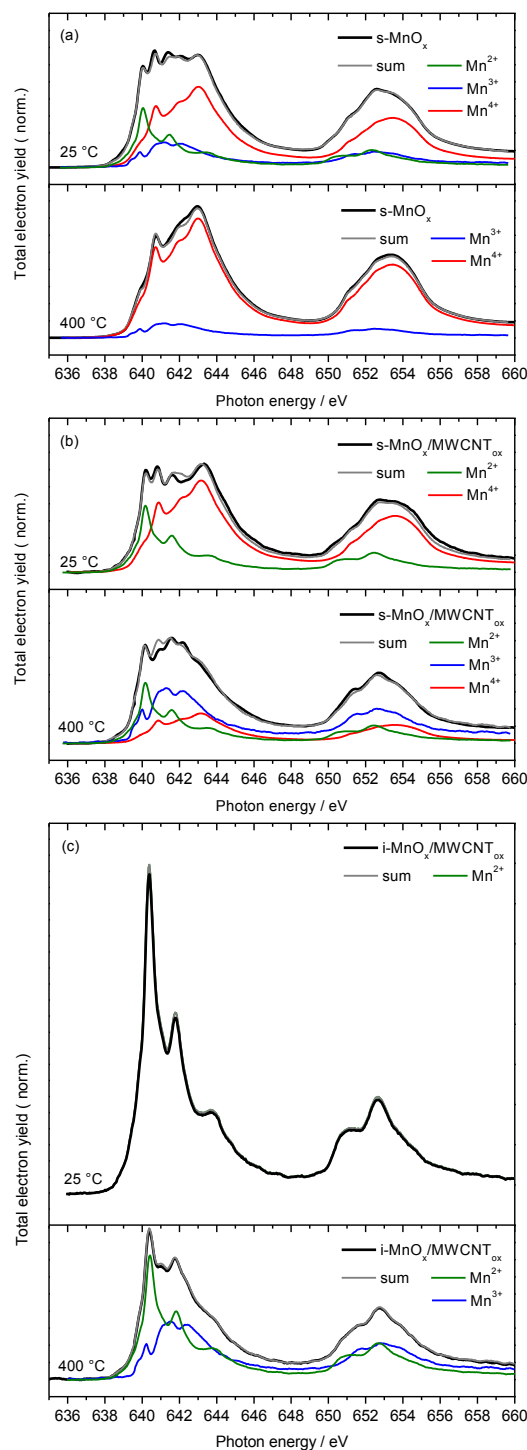 (a)
s-MnOx
sum Mn2+
Mn3+
Mn4+
25 °C
s-MnOx
sum Mn3+
Mn4+
400 °C
Total electron yield ( norm.)
636 638 640 642 644 646 648 650 652 654 656 658 660
Photon energy / eV
(b)
s-MnOx/MWCNTox
sum Mn2+
Mn4+
25 °C
s-MnOx/MWCNTox
sum Mn2+
Mn3+
Mn4+
400 °C
Total electron yield ( norm.)
636 638 640 642 644 646 648 650 652 654 656 658 660
Photon energy / eV
(c)
i-MnOx/MWCNTox
sum Mn2+
25 °C
i-MnOx/MWCNTox
sum Mn2+
Mn3+
400 °C
Total electron yield ( norm.)
636 638 640 642 644 646 648 650 652 654 656 658 660
Photon energy / eV